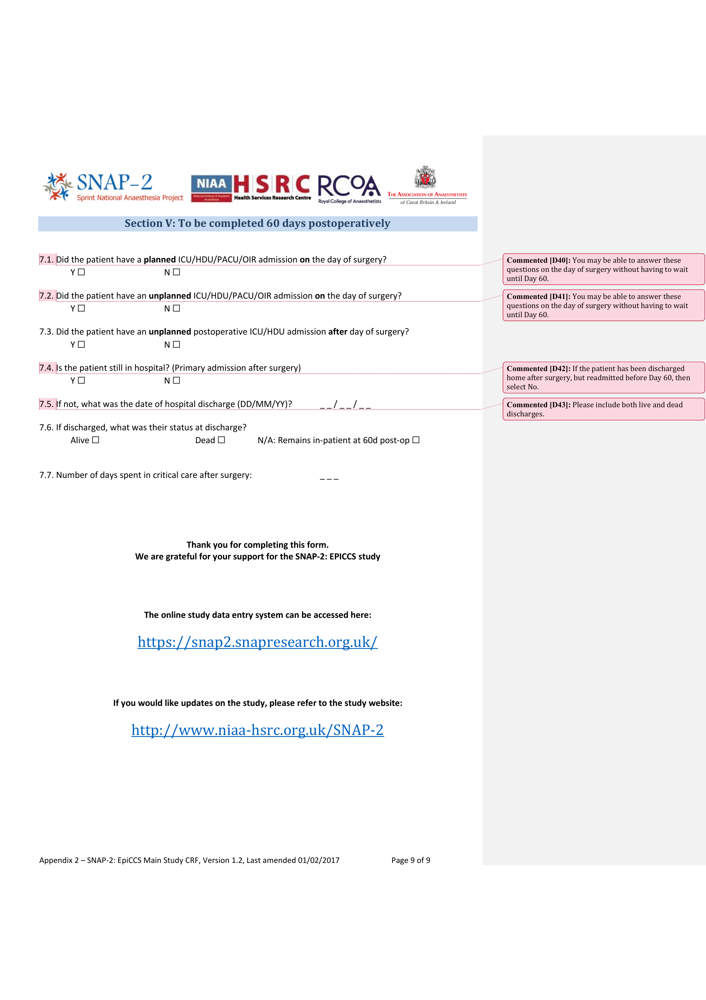 SNAP-2
Sprint National Anaesthesia Project
NIAA
National Institute of Academic
Anaesthesia
HSRC
Health Services Research Centre
RCOA
Royal College of Anaesthetists
THE ASSOCIATION OF ANAESTHETISTS
of Great Britain & Ireland
Section V: To be completed 60 days postoperatively
7.1. Did the patient have a planned ICU/HDU/PACU/OIR admission on the day of surgery?
Y ☐ N ☐
Commented [D40]: You may be able to answer these
questions on the day of surgery without having to wait
until Day 60.
7.2. Did the patient have an unplanned ICU/HDU/PACU/OIR admission on the day of surgery?
Y ☐ N ☐
Commented [D41]: You may be able to answer these
questions on the day of surgery without having to wait
until Day 60.
7.3. Did the patient have an unplanned postoperative ICU/HDU admission after day of surgery?
Y ☐ N ☐
7.4. Is the patient still in hospital? (Primary admission after surgery)
Y ☐ N ☐
Commented [D42]: If the patient has been discharged
home after surgery, but readmitted before Day 60, then
select No.
7.5. If not, what was the date of hospital discharge (DD/MM/YY)? _ _ / _ _ / _ _
Commented [D43]: Please include both live and dead
discharges.
7.6. If discharged, what was their status at discharge?
Alive ☐ Dead ☐ N/A: Remains in-patient at 60d post-op ☐
7.7. Number of days spent in critical care after surgery: _ _ _
Thank you for completing this form.
We are grateful for your support for the SNAP-2: EPICCS study
The online study data entry system can be accessed here:
https://snap2.snapresearch.org.uk/
If you would like updates on the study, please refer to the study website:
http://www.niaa-hsrc.org.uk/SNAP-2
Appendix 2 – SNAP-2: EpiCCS Main Study CRF, Version 1.2, Last amended 01/02/2017 Page 9 of 9